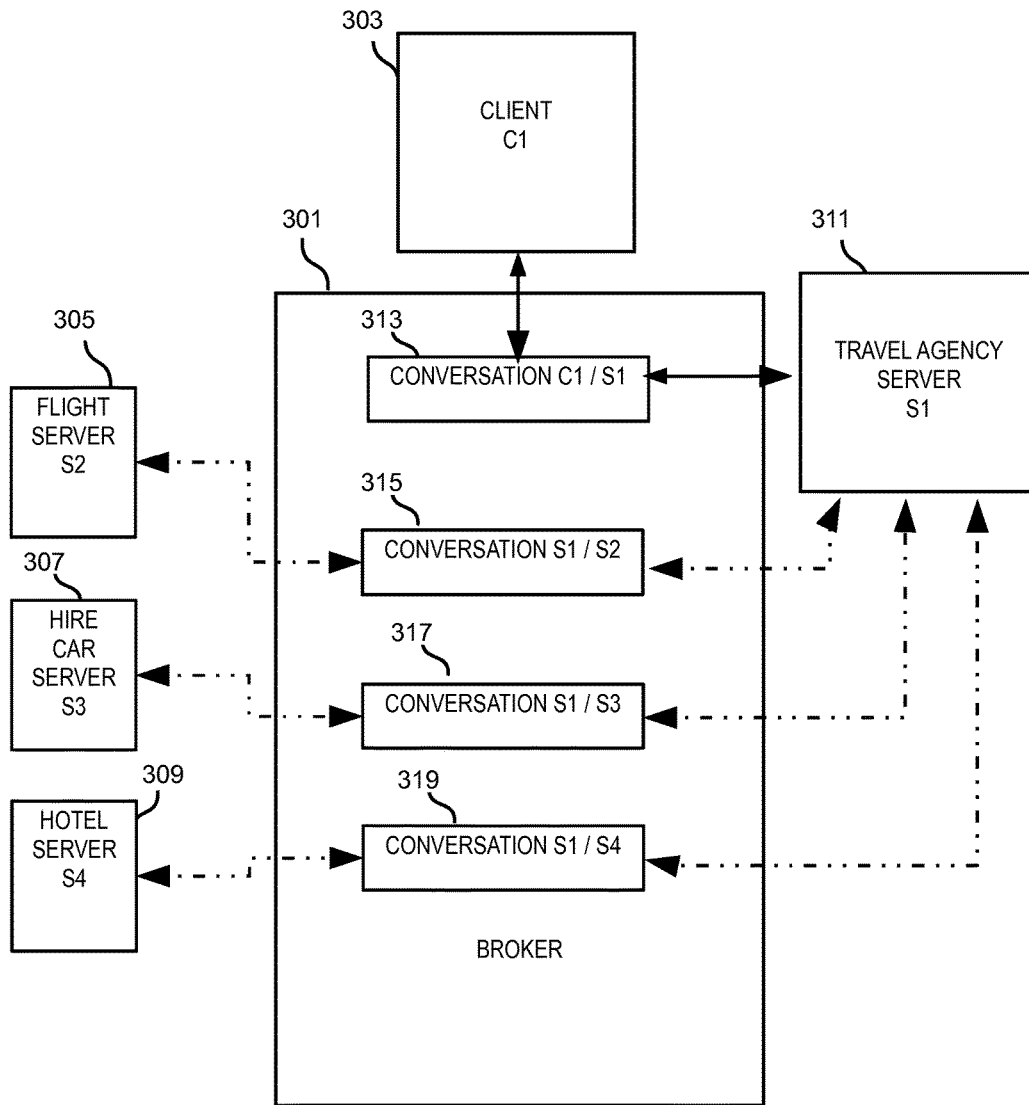 303
CLIENT
C1
301
311
313
CONVERSATION C1 / S1
TRAVEL AGENCY
SERVER
S1
305
FLIGHT
SERVER
S2
315
CONVERSATION S1 / S2
307
HIRE
CAR
SERVER
S3
317
CONVERSATION S1 / S3
309
HOTEL
SERVER
S4
319
CONVERSATION S1 / S4
BROKER